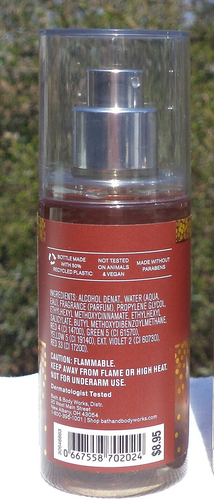 BOTTLE MADE
WITH 50%
RECYCLED PLASTIC
NOT TESTED
ON ANIMALS
& VEGAN
MADE WITHOUT
PARABENS
INGREDIENTS: ALCOHOL DENAT., WATER (AQUA,
EAU), FRAGRANCE (PARFUM), PROPYLENE GLYCOL,
ETHYLHEXYL METHOXYCINNAMATE, ETHYLHEXYL
SALICYLATE, BUTYL METHOXYDIBENZOYLMETHANE,
RED 4 (CI 14700), GREEN 5 (CI 61570),
YELLOW 5 (CI 19140), EXT. VIOLET 2 (CI 60730),
RED 33 (CI 17200).
CAUTION: FLAMMABLE.
KEEP AWAY FROM FLAME OR HIGH HEAT.
NOT FOR UNDERARM USE.
Dermatologist Tested
Bath & Body Works, Distr.
New Albany, OH 43054
1-800-395-1001 | Shop bathandbodyworks.com
0 667558 702024
$8.95